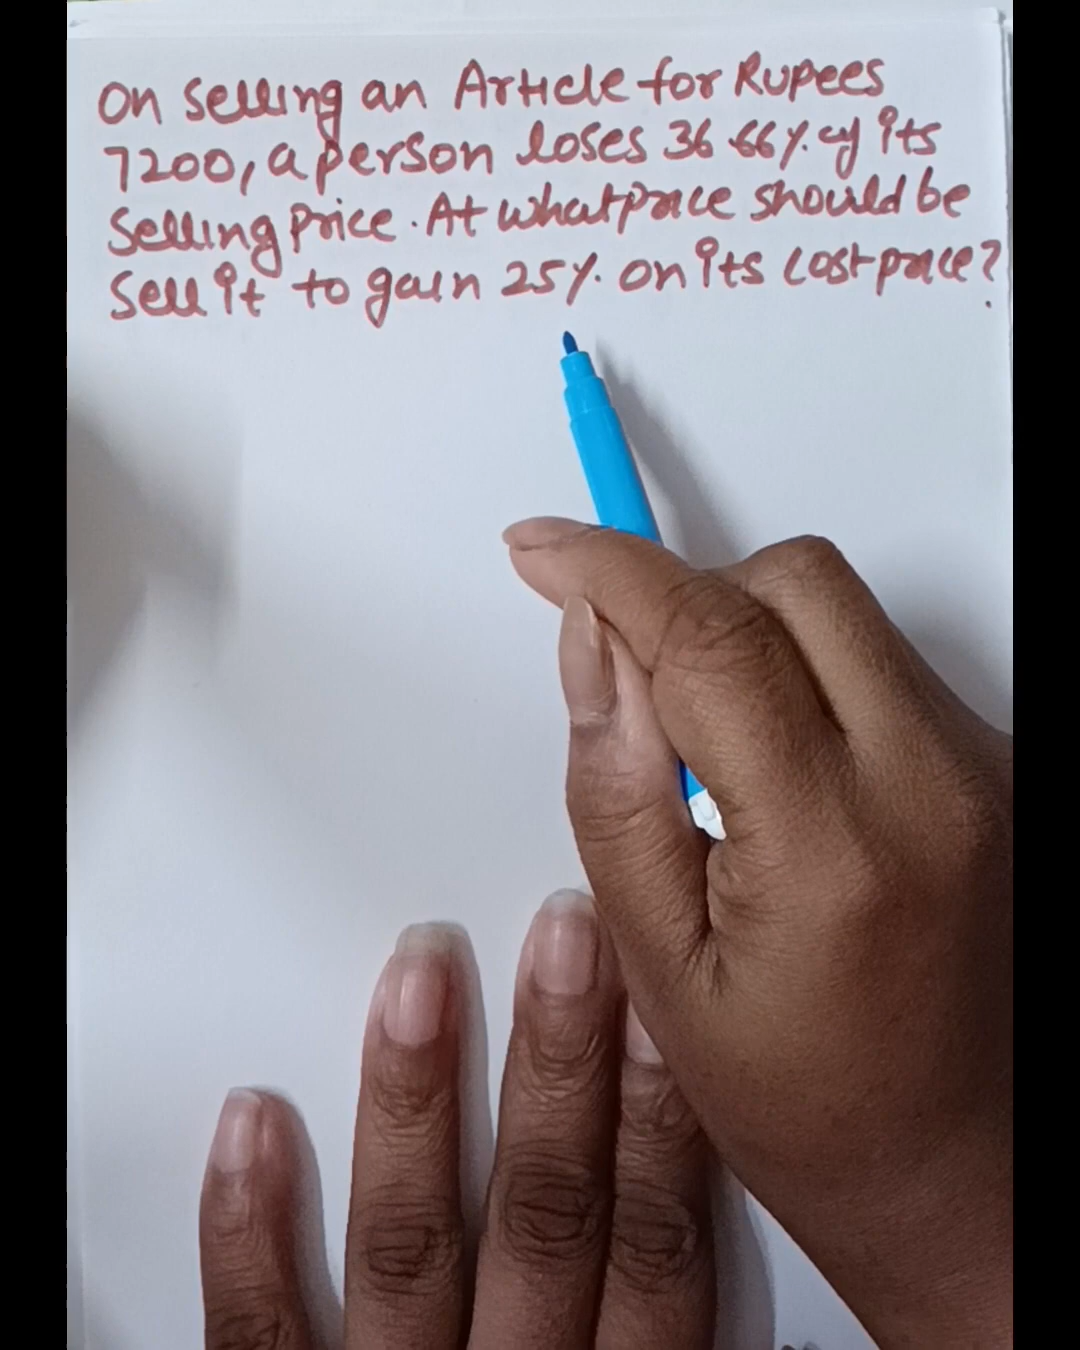 On selling an Article for Rupees
7200, a person loses 36.66% of its
selling price. At what price should be
sell it to gain 25% on its cost price?